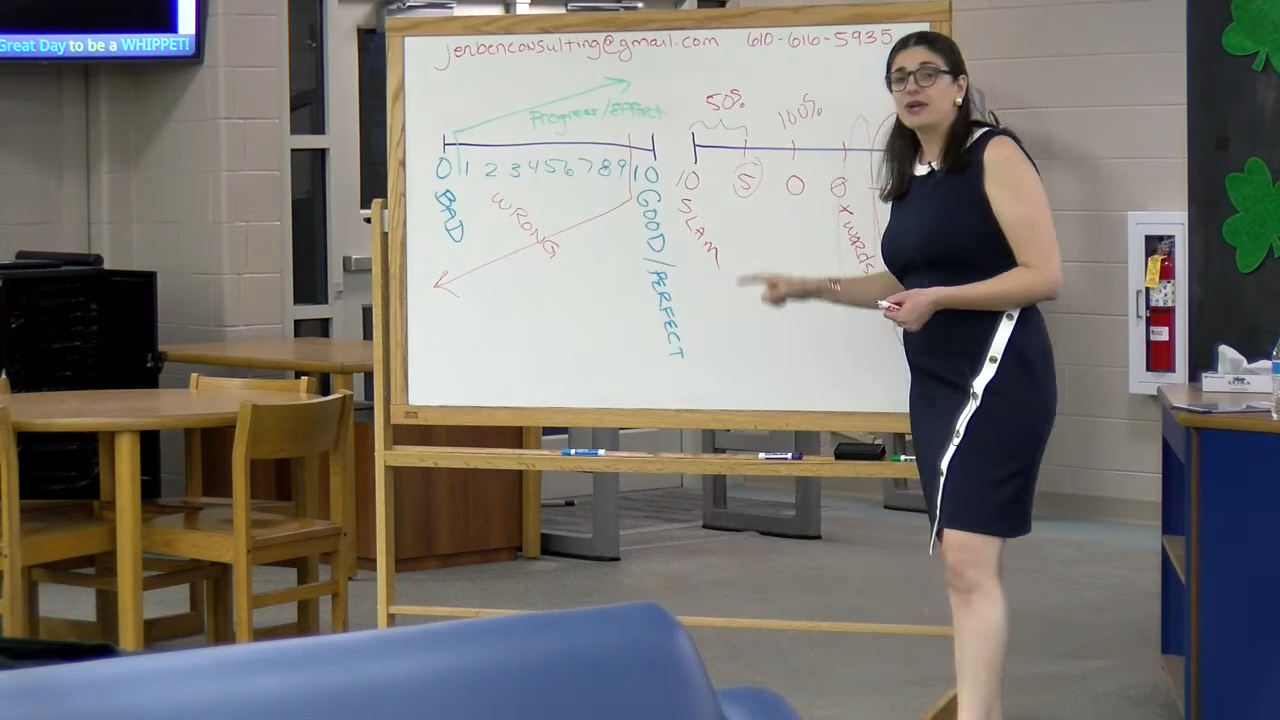 Great Day to be a WHIPPET!
jenbenconsulting@gmail.com 610-616-5935
Progress/Effort
50%
100%
0 1 2 3 4 5 6 7 8 9 10
10 5 0
BAD
WRONG
GOOD/PERFECT
SLAM
x words